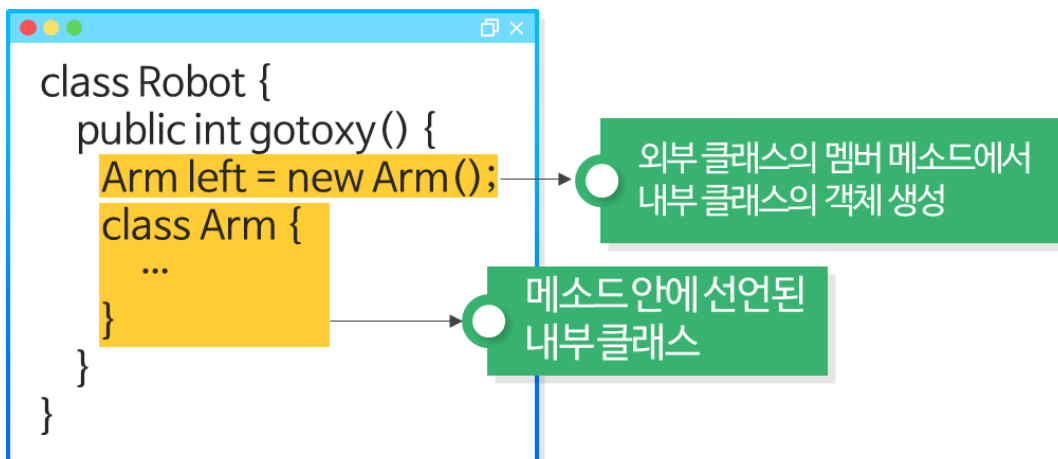 class Robot {
public int gotoxy() {
Arm left = new Arm();
class Arm {
...
}
}
}
외부 클래스의 멤버 메소드에서
내부 클래스의 객체 생성
메소드 안에 선언된
내부 클래스